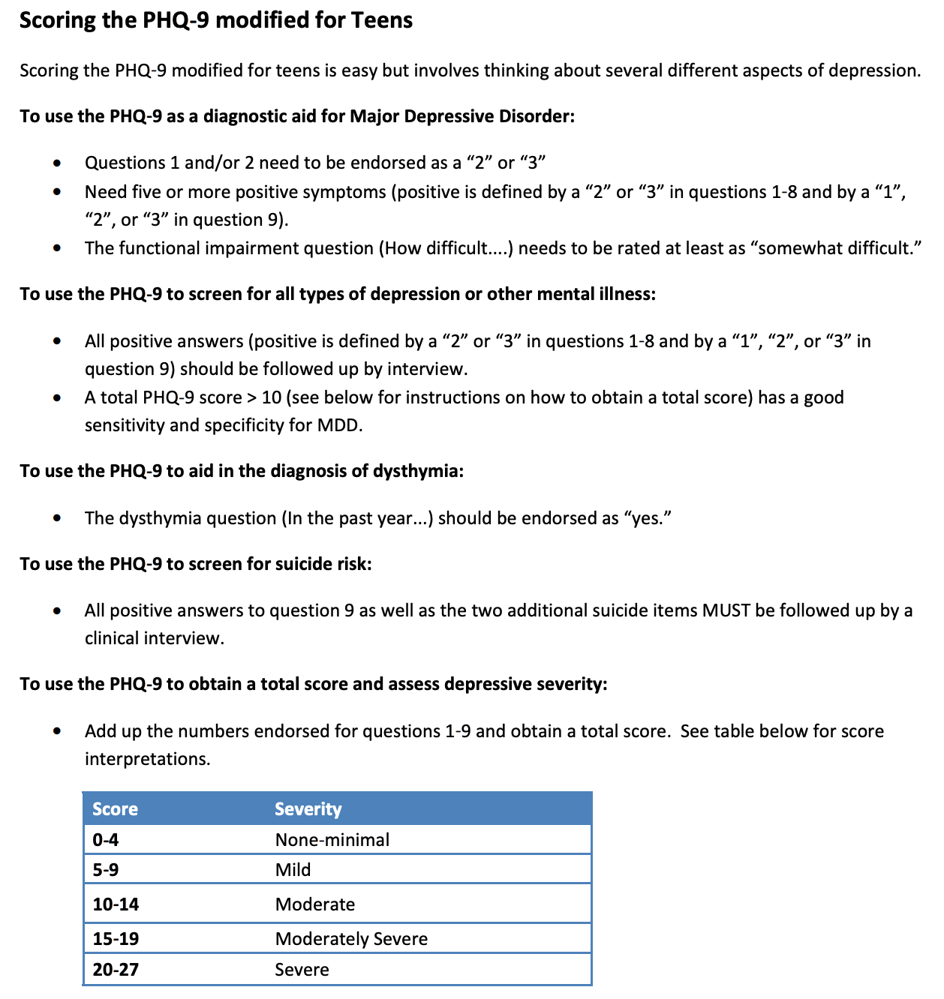 Scoring the PHQ-9 modified for Teens
Scoring the PHQ-9 modified for teens is easy but involves thinking about several different aspects of depression.
To use the PHQ-9 as a diagnostic aid for Major Depressive Disorder:
• Questions 1 and/or 2 need to be endorsed as a “2” or “3”
• Need five or more positive symptoms (positive is defined by a “2” or “3” in questions 1-8 and by a “1”,
“2”, or “3” in question 9).
• The functional impairment question (How difficult....) needs to be rated at least as “somewhat difficult.”
To use the PHQ-9 to screen for all types of depression or other mental illness:
• All positive answers (positive is defined by a “2” or “3” in questions 1-8 and by a “1”, “2”, or “3” in
question 9) should be followed up by interview.
• A total PHQ-9 score > 10 (see below for instructions on how to obtain a total score) has a good
sensitivity and specificity for MDD.
To use the PHQ-9 to aid in the diagnosis of dysthymia:
• The dysthymia question (In the past year...) should be endorsed as “yes.”
To use the PHQ-9 to screen for suicide risk:
• All positive answers to question 9 as well as the two additional suicide items MUST be followed up by a
clinical interview.
To use the PHQ-9 to obtain a total score and assess depressive severity:
• Add up the numbers endorsed for questions 1-9 and obtain a total score.  See table below for score
interpretations.
Score Severity
0-4 None-minimal
5-9 Mild
10-14 Moderate
15-19 Moderately Severe
20-27 Severe